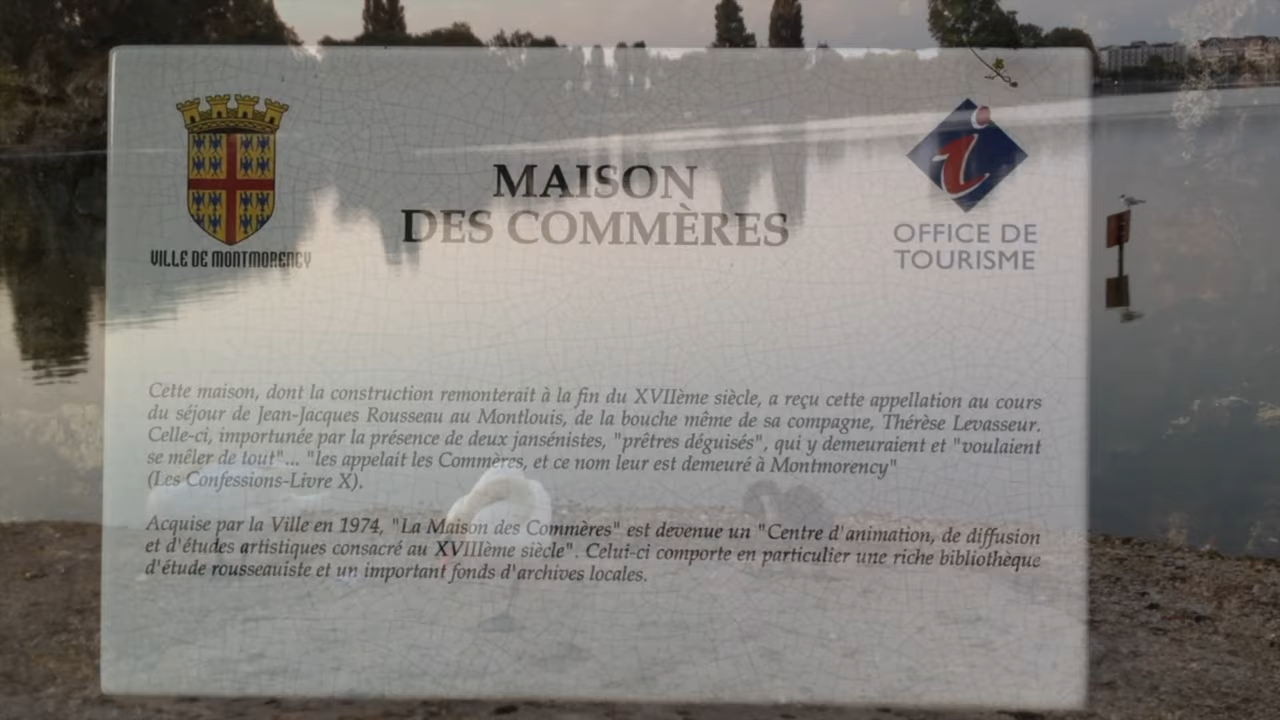 VILLE DE MONTMORENCY
MAISON
DES COMMÈRES
i
OFFICE DE
TOURISME
Cette maison, dont la construction remonterait à la fin du XVIIème siècle, a reçu cette appellation au cours
du séjour de Jean-Jacques Rousseau au Montlouis, de la bouche même de sa compagne, Thérèse Levasseur.
Celle-ci, importunée par la présence de deux jansénistes, "prêtres déguisés", qui y demeuraient et "voulaient
se mêler de tout"... "les appelait les Commères, et ce nom leur est demeuré à Montmorency"
(Les Confessions-Livre X).
Acquise par la Ville en 1974, "La Maison des Commères" est devenue un "Centre d'animation, de diffusion
et d'études artistiques consacré au XVIIIème siècle". Celui-ci comporte en particulier une riche bibliothèque
d'étude rousseauiste et un important fonds d'archives locales.